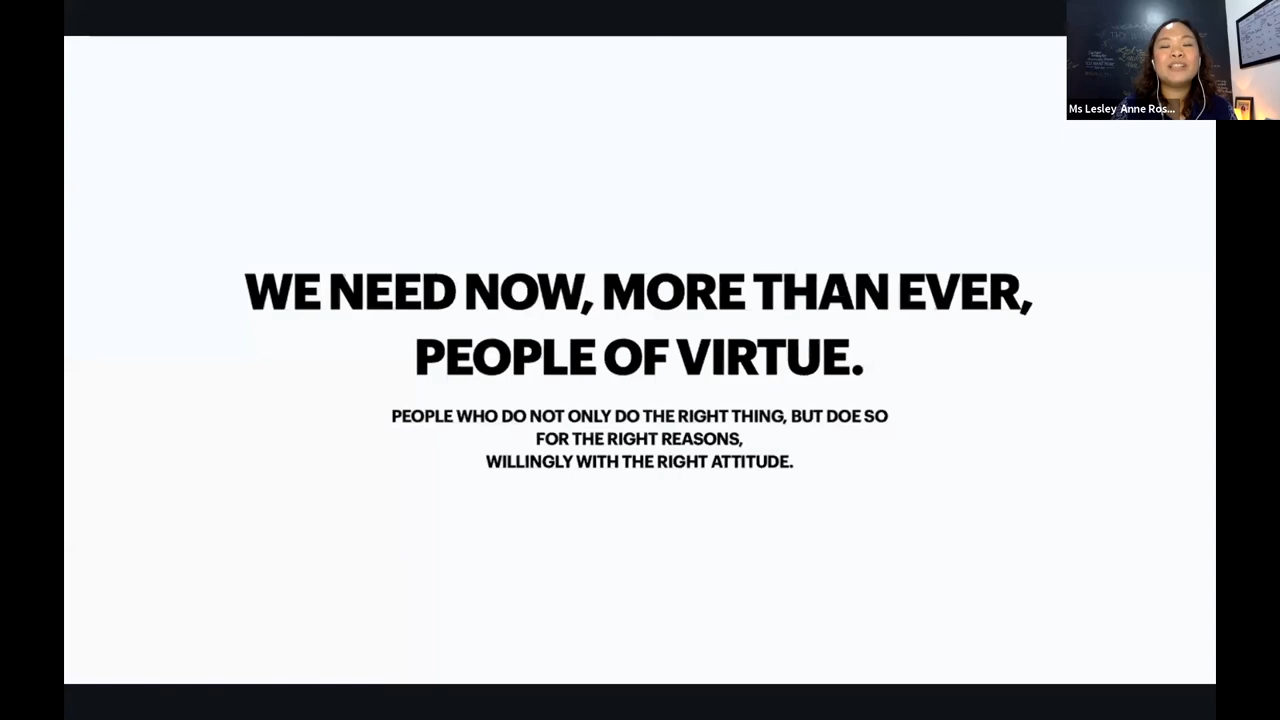 WE NEED NOW, MORE THAN EVER,
PEOPLE OF VIRTUE.
PEOPLE WHO DO NOT ONLY DO THE RIGHT THING, BUT DOE SO
FOR THE RIGHT REASONS,
WILLINGLY WITH THE RIGHT ATTITUDE.
Ms Lesley Anne Ros...